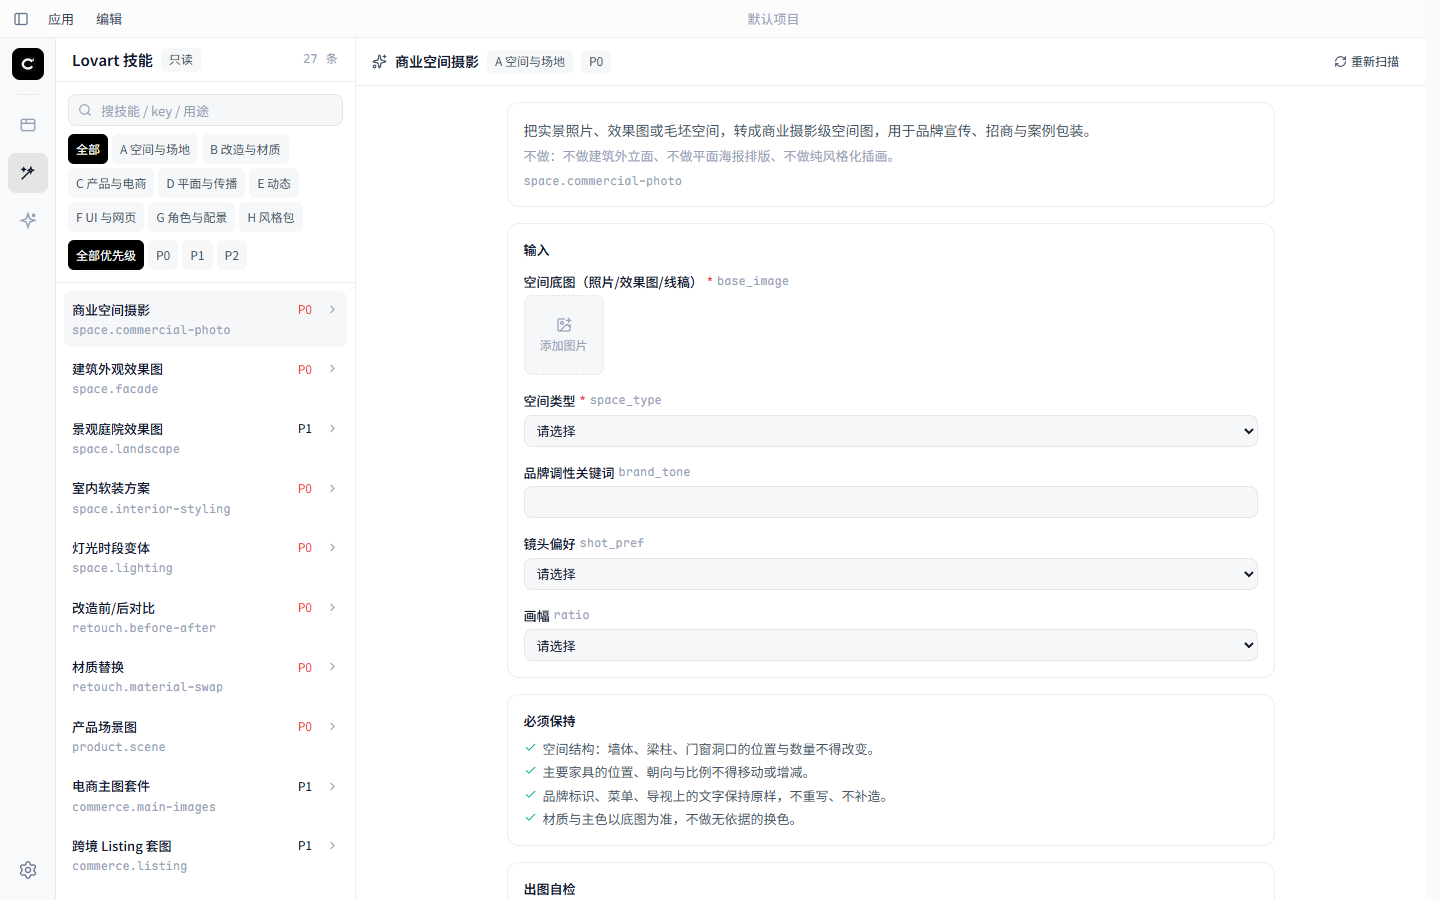 应用 编辑 默认项目
Lovart 技能 只读 27 条
搜技能 / key / 用途
全部 A 空间与场地 B 改造与材质
C 产品与电商 D 平面与传播 E 动态
F UI 与网页 G 角色与配景 H 风格包
全部优先级 P0 P1 P2
商业空间摄影 P0
space.commercial-photo
建筑外观效果图 P0
space.facade
景观庭院效果图 P1
space.landscape
室内软装方案 P0
space.interior-styling
灯光时段变体 P0
space.lighting
改造前/后对比 P0
retouch.before-after
材质替换 P0
retouch.material-swap
产品场景图 P0
product.scene
电商主图套件 P1
commerce.main-images
跨境 Listing 套图 P1
commerce.listing
商业空间摄影 A 空间与场地 P0 重新扫描
把实景照片、效果图或毛坯空间，转成商业摄影级空间图，用于品牌宣传、招商与案例包装。
不做：不做建筑外立面、不做平面海报排版、不做纯风格化插画。
space.commercial-photo
输入
空间底图（照片/效果图/线稿） * base_image
添加图片
空间类型 * space_type
请选择
品牌调性关键词 brand_tone
镜头偏好 shot_pref
请选择
画幅 ratio
请选择
必须保持
空间结构：墙体、梁柱、门窗洞口的位置与数量不得改变。
主要家具的位置、朝向与比例不得移动或增减。
品牌标识、菜单、导视上的文字保持原样，不重写、不补造。
材质与主色以底图为准，不做无依据的换色。
出图自检